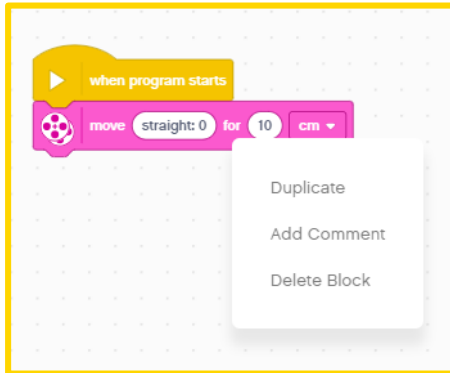 when program starts
move straight: 0 for 10 cm
Duplicate
Add Comment
Delete Block